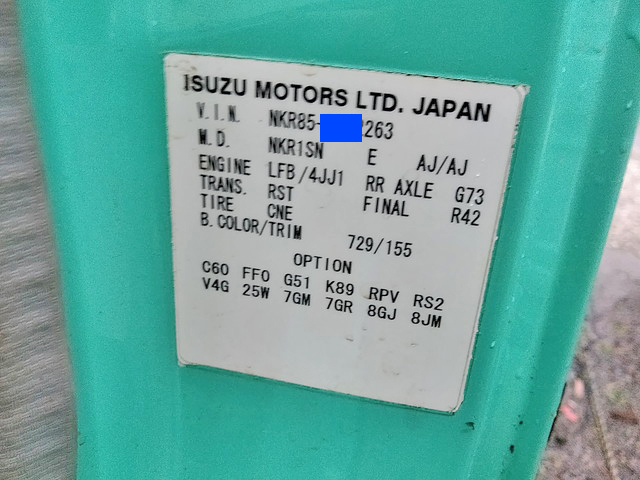 ISUZU MOTORS LTD. JAPAN
V.I.N. NKR85- 263
M.D. NKR1SN E AJ/AJ
ENGINE LFB/4JJ1 RR AXLE G73
TRANS. RST FINAL R42
TIRE CNE
B.COLOR/TRIM 729/155
OPTION
C60 FF0 G51 K89 RPV RS2
V4G 25W 7GM 7GR 8GJ 8JM